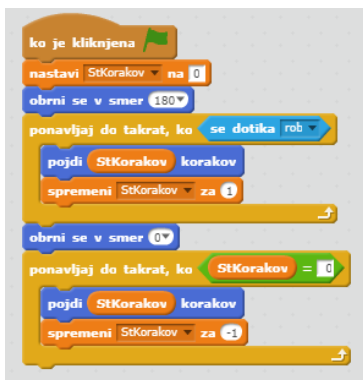 ko je kliknjena
nastavi StKorakov na 0
obrni se v smer 180
ponavljaj do takrat, ko se dotika rob
pojdi StKorakov korakov
spremeni StKorakov za 1
obrni se v smer 0
ponavljaj do takrat, ko StKorakov = 0
pojdi StKorakov korakov
spremeni StKorakov za -1